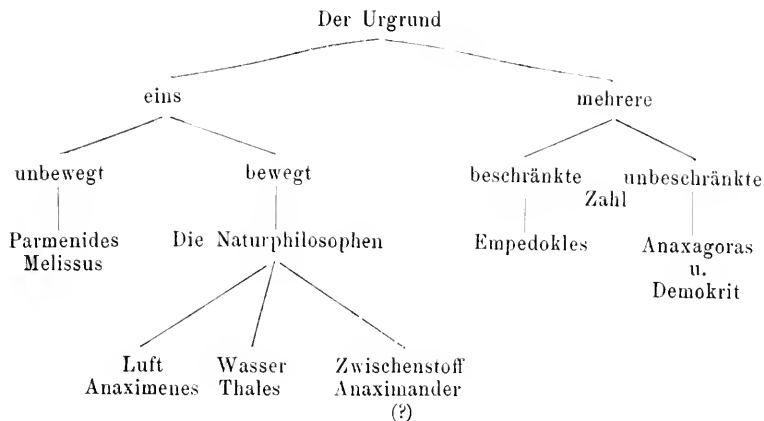 Der Urgrund
eins
mehrere
unbewegt
bewegt
beschränkte
unbeschränkte
Zahl
Parmenides
Melissus
Die Naturphilosophen
Empedokles
Anaxagoras
u.
Demokrit
Luft
Anaximenes
Wasser
Thales
Zwischenstoff
Anaximander
(?)